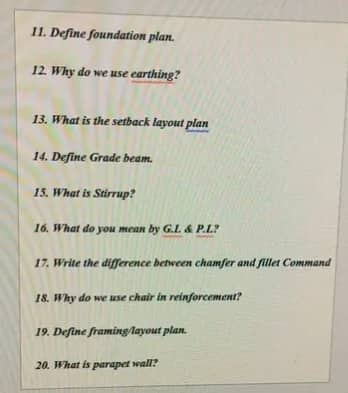 11. Define foundation plan.
12. Why do we use earthing?
13. What is the setback layout plan
14. Define Grade beam.
15. What is Stirrup?
16. What do you mean by G.L & P.L?
17. Write the difference between chamfer and fillet Command
18. Why do we use chair in reinforcement?
19. Define framing/layout plan.
20. What is parapet wall?